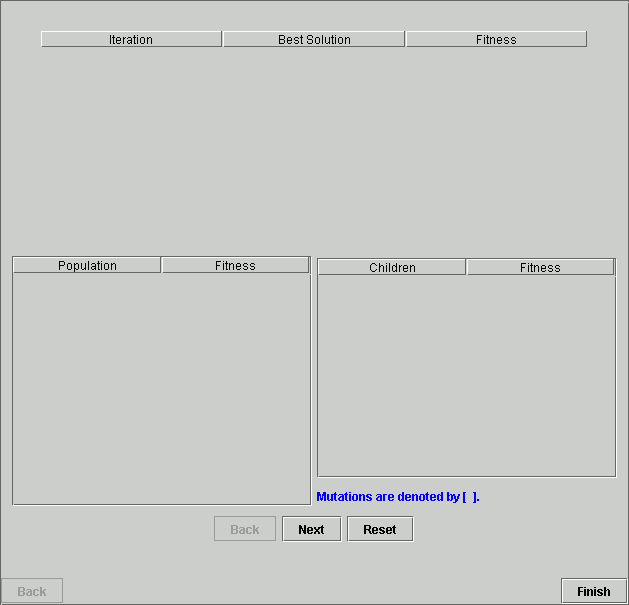 Iteration Best Solution Fitness
Population Fitness
Children Fitness
Mutations are denoted by [ ].
Back Next Reset
Back Finish